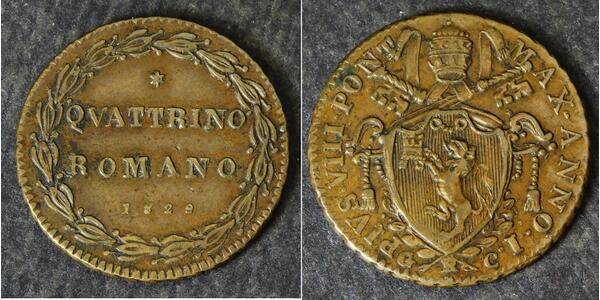 *
QVATTRINO
ROMANO
1829
PIVS·VIII PONT· MAX·ANNO·I